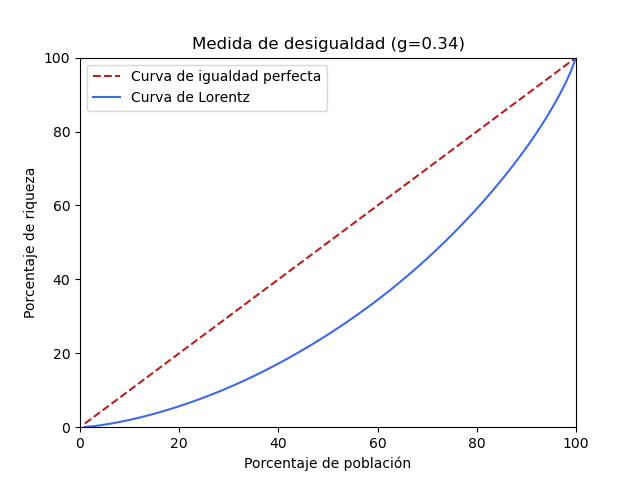 Medida de desigualdad (g=0.34)
Curva de igualdad perfecta
Curva de Lorentz
Porcentaje de riqueza
100
80
60
40
20
0
0 20 40 60 80 100
Porcentaje de población